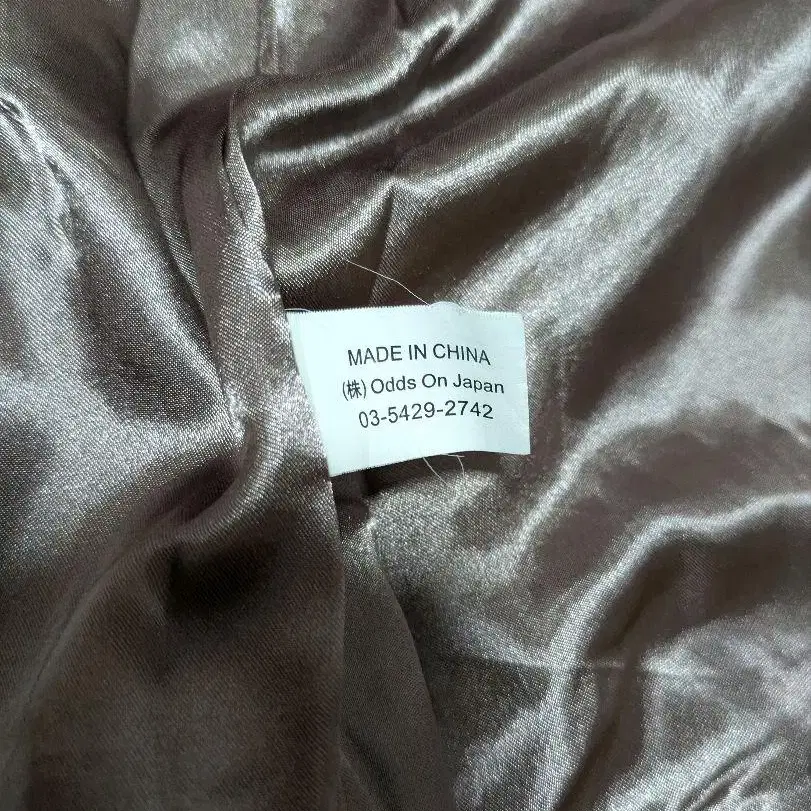 MADE IN CHINA
(株) Odds On Japan
03-5429-2742